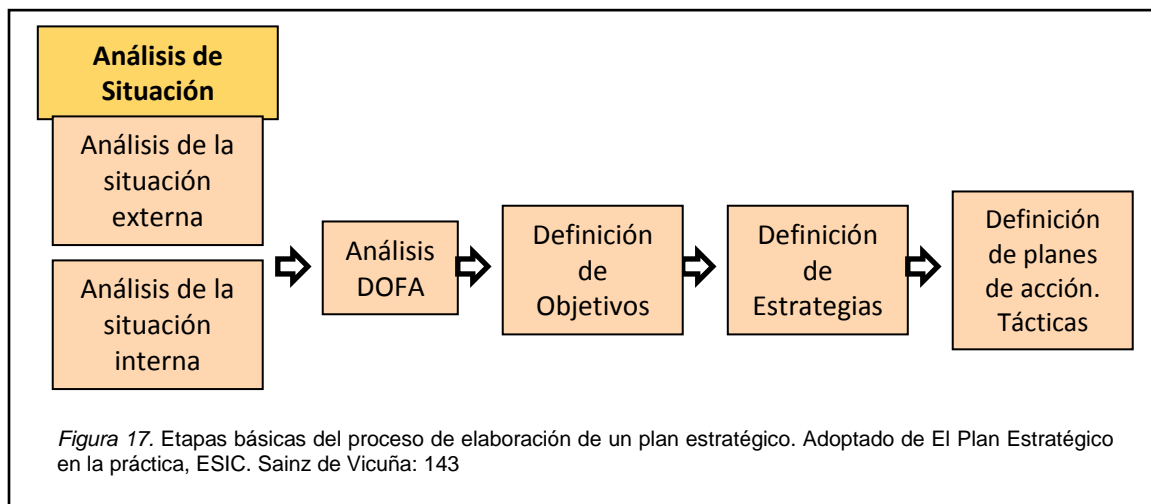 Análisis de
Situación
Análisis de la
situación
externa
Análisis de la
situación
interna
Análisis
DOFA
Definición
de
Objetivos
Definición
de
Estrategias
Definición
de planes
de acción.
Tácticas
Figura 17. Etapas básicas del proceso de elaboración de un plan estratégico. Adoptado de El Plan Estratégico
en la práctica, ESIC. Sainz de Vicuña: 143